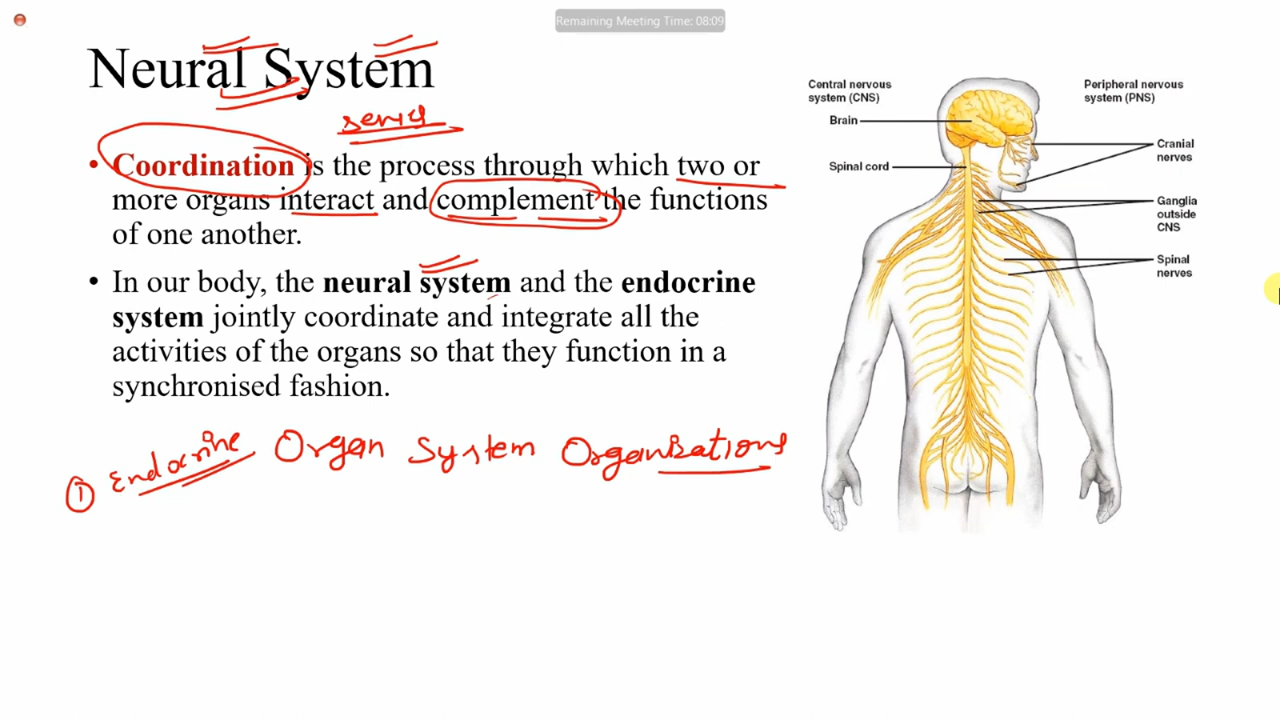 Remaining Meeting Time: 08:09
Neural System
series
• Coordination is the process through which two or
more organs interact and complement the functions
of one another.
• In our body, the neural system and the endocrine
system jointly coordinate and integrate all the
activities of the organs so that they function in a
synchronised fashion.
① Endocrine Organ System Organisations
Central nervous
system (CNS)
Brain
Spinal cord
Peripheral nervous
system (PNS)
Cranial
nerves
Ganglia
outside
CNS
Spinal
nerves